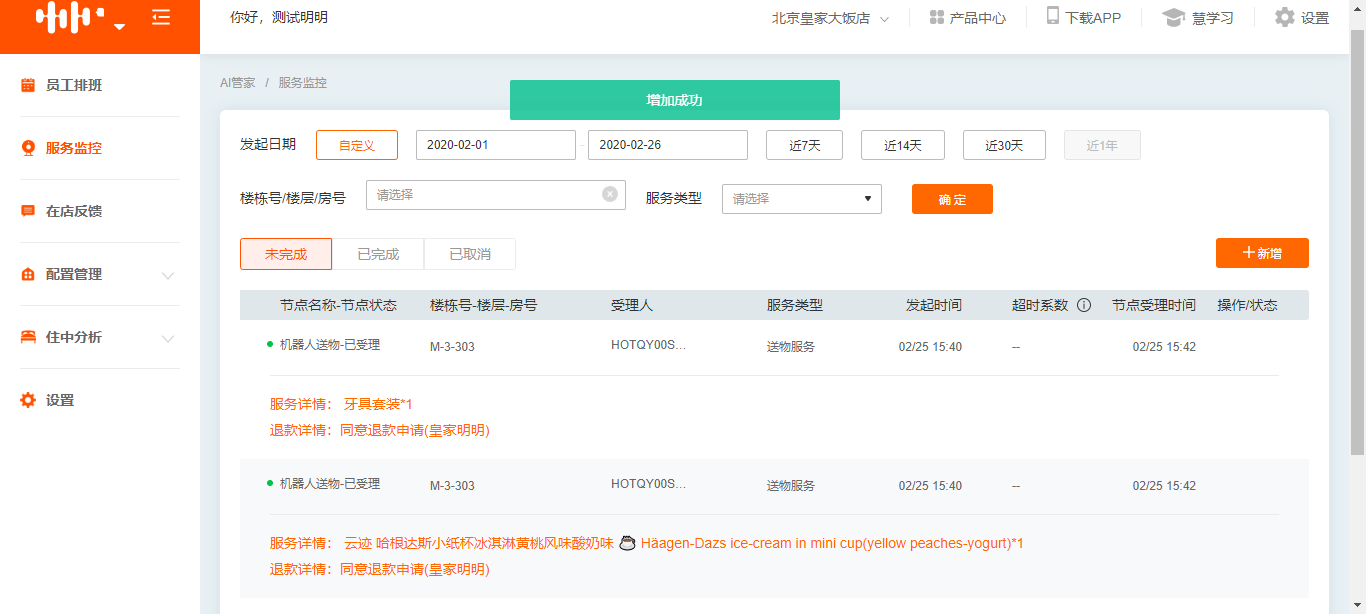 你好，测试明明 北京皇家大饭店 产品中心 下载APP 慧学习 设置
员工排班
服务监控
在店反馈
配置管理
住中分析
设置
AI管家 / 服务监控
增加成功
发起日期 自定义 2020-02-01 - 2020-02-26 近7天 近14天 近30天 近1年
楼栋号/楼层/房号 请选择 服务类型 请选择 确 定
未完成 已完成 已取消 新增
节点名称-节点状态 楼栋号-楼层-房号 受理人 服务类型 发起时间 超时系数 节点受理时间 操作/状态
机器人送物-已受理 M-3-303 HOTQY00S... 送物服务 02/25 15:40 -- 02/25 15:42
服务详情： 牙具套装*1
退款详情：同意退款申请(皇家明明)
机器人送物-已受理 M-3-303 HOTQY00S... 送物服务 02/25 15:40 -- 02/25 15:42
服务详情： 云迹 哈根达斯小纸杯冰淇淋黄桃风味酸奶味 🍮 Häagen-Dazs ice-cream in mini cup(yellow peaches-yogurt)*1
退款详情：同意退款申请(皇家明明)